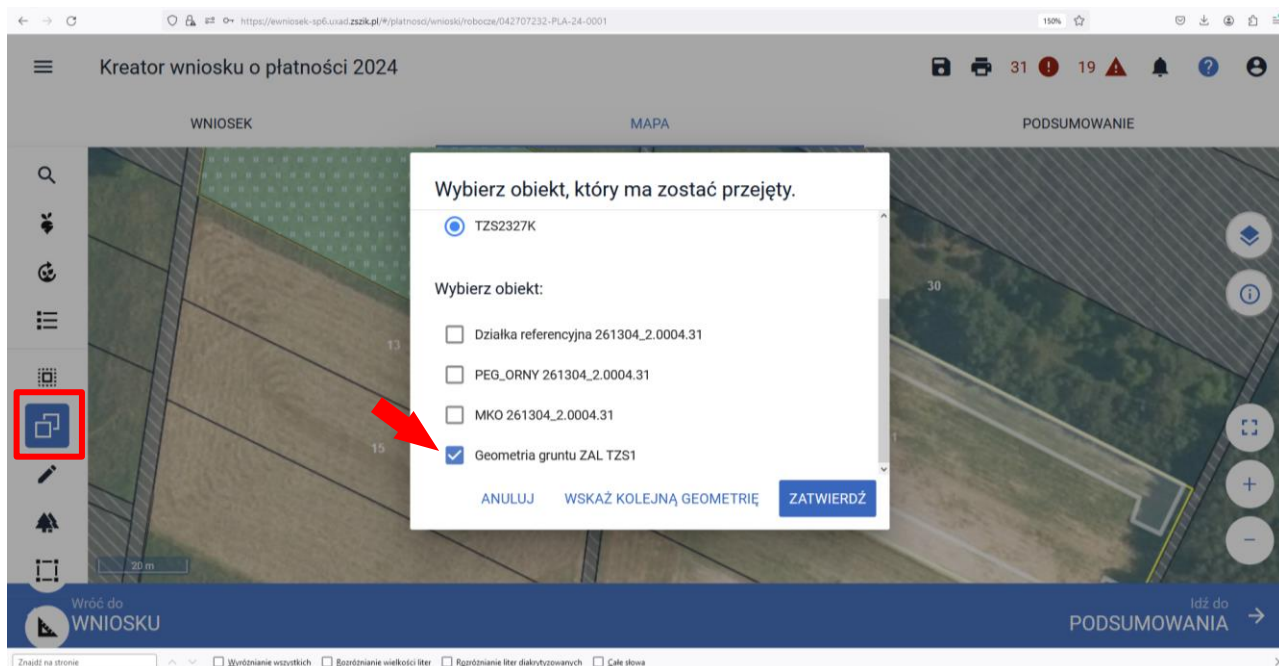 https://ewniosek-sp6.usad.zszik.pl/#/platnosci/wnioski/robocze/042707232-PLA-24-0001
150%
Kreator wniosku o płatności 2024
31
19
WNIOSEK
MAPA
PODSUMOWANIE
Wybierz obiekt, który ma zostać przejęty.
TZS2327K
Wybierz obiekt:
30
Działka referencyjna 261304_2.0004.31
13
PEG_ORNY 261304_2.0004.31
MKO 261304_2.0004.31
15
Geometria gruntu ZAL TZS1
ANULUJ
WSKAŻ KOLEJNĄ GEOMETRIĘ
ZATWIERDŹ
20 m
Wróć do
WNIOSKU
Idź do
PODSUMOWANIA
Znajdź na stronie
Wyróżnianie wszystkich
Rozróżnianie wielkości liter
Rozróżnianie liter diakrytyzowanych
Całe słowa